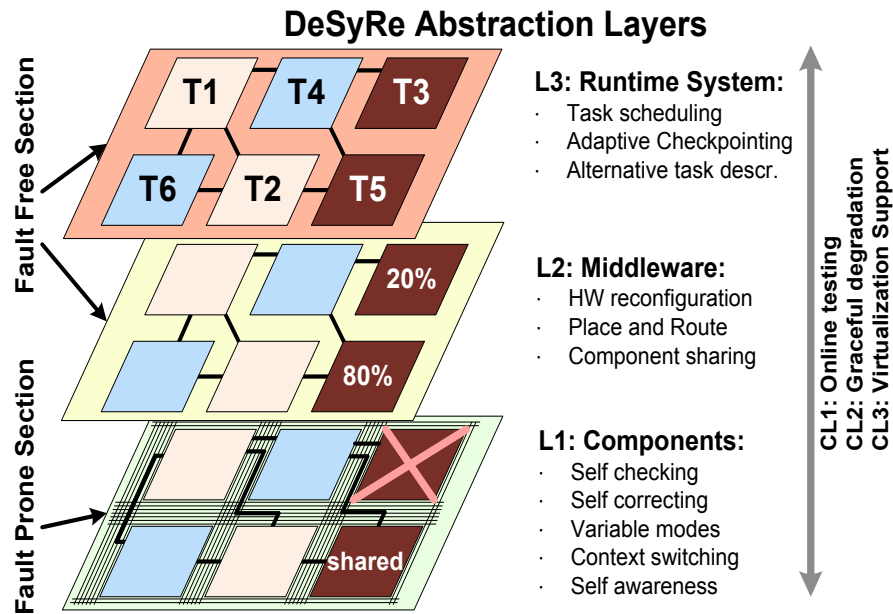 DeSyRe Abstraction Layers
Fault Free Section
Fault Prone Section
T1
T4
T3
T6
T2
T5
20%
80%
shared
L3: Runtime System:
· Task scheduling
· Adaptive Checkpointing
· Alternative task descr.
L2: Middleware:
· HW reconfiguration
· Place and Route
· Component sharing
L1: Components:
· Self checking
· Self correcting
· Variable modes
· Context switching
· Self awareness
CL1: Online testing
CL2: Graceful degradation
CL3: Virtualization Support